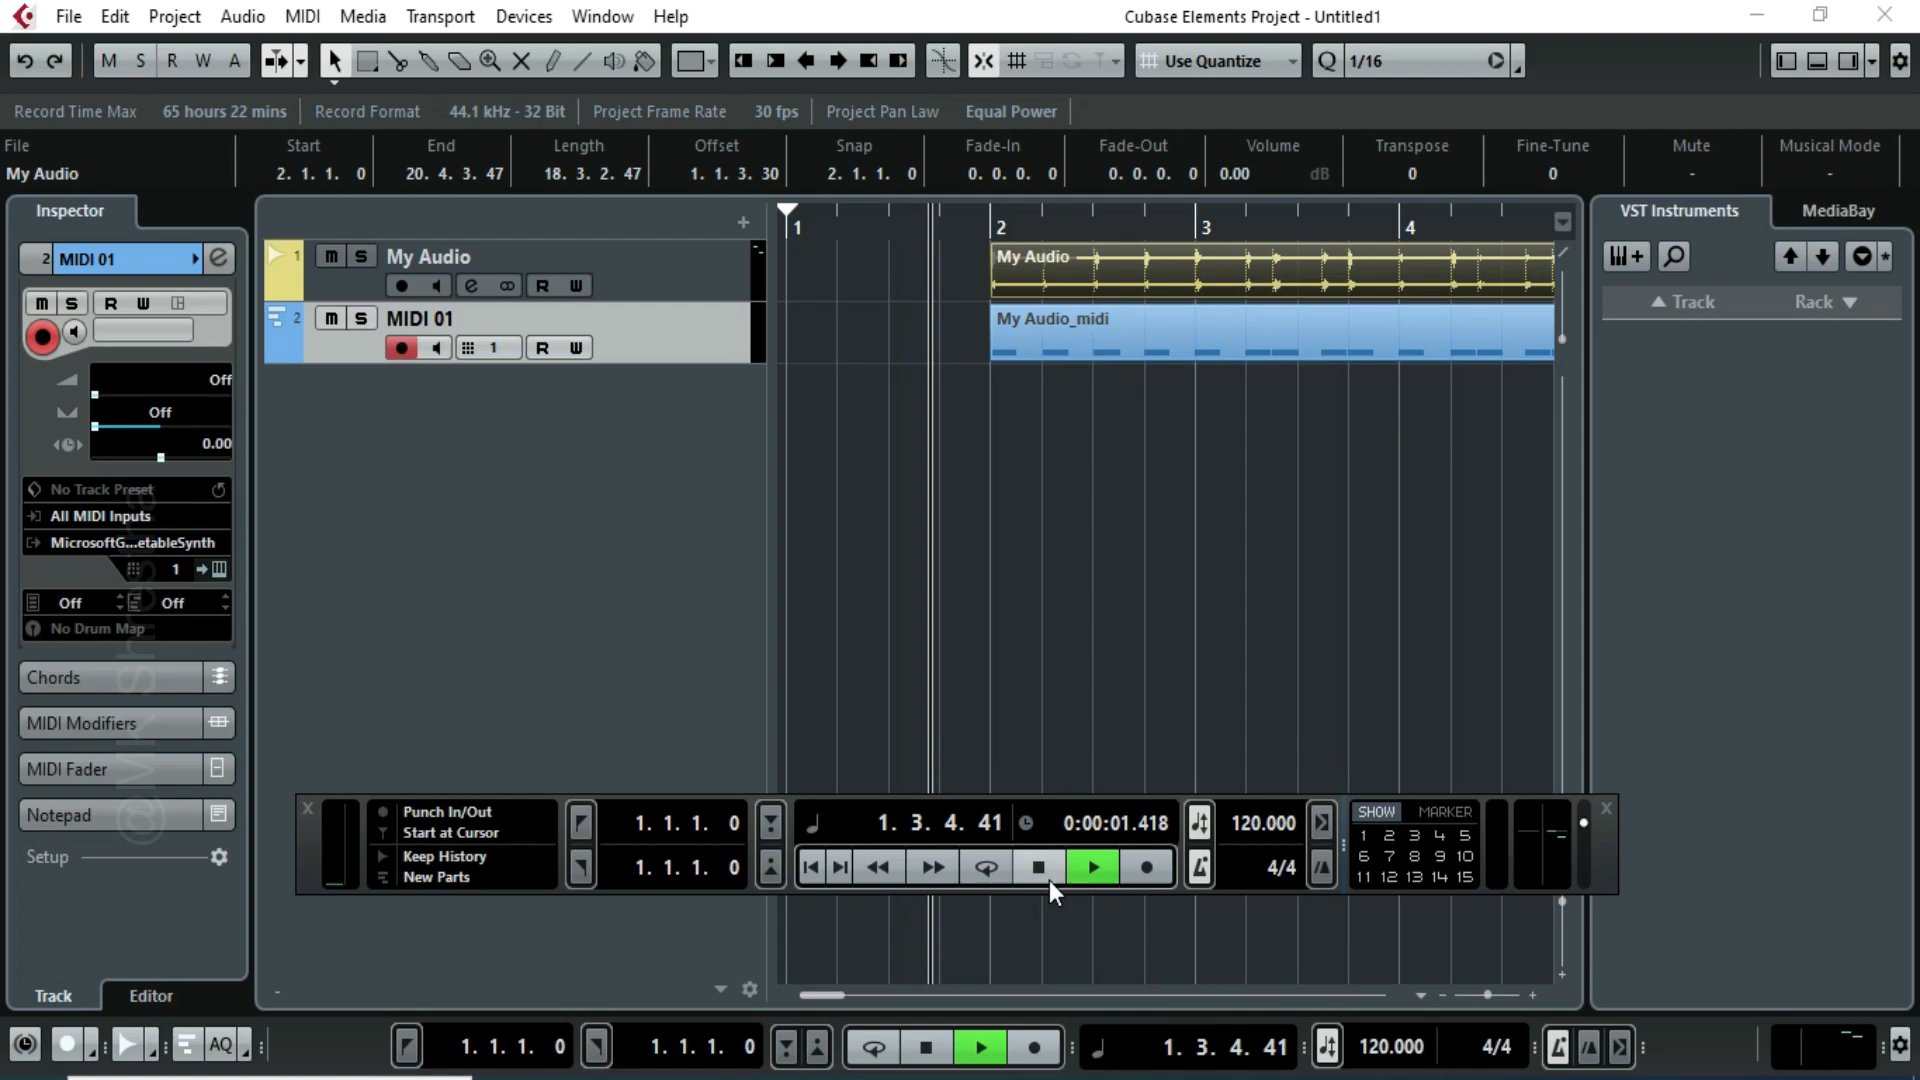 File Edit Project Audio MIDI Media Transport Devices Window Help Cubase Elements Project - Untitled1
M S R W A Use Quantize Q 1/16
Record Time Max 65 hours 22 mins Record Format 44.1 kHz - 32 Bit Project Frame Rate 30 fps Project Pan Law Equal Power
File Start End Length Offset Snap Fade-In Fade-Out Volume Transpose Fine-Tune Mute Musical Mode
My Audio 2. 1. 1. 0 20. 4. 3. 47 18. 3. 2. 47 1. 1. 3. 30 2. 1. 1. 0 0. 0. 0. 0 0. 0. 0. 0 0.00 dB 0 0 - -
Inspector VST Instruments MediaBay
1 2 3 4
2 MIDI 01 e
1 m S My Audio
My Audio
e R W
m S R W
Track Rack
2 m S MIDI 01
My Audio_midi
1 R W
Off
Off
0.00
No Track Preset
All MIDI Inputs
MicrosoftG...etableSynth
1
Off Off
No Drum Map
Chords
MIDI Modifiers
MIDI Fader
Notepad
Setup
@MK Shrestha
X Punch In/Out 1. 1. 1. 0 1. 3. 4. 41 0:00:01.418 120.000 SHOW MARKER X
Start at Cursor
1 2 3 4 5
Keep History 1. 1. 1. 0 4/4 6 7 8 9 10
New Parts 11 12 13 14 15
Track Editor
AQ 1. 1. 1. 0 1. 1. 1. 0 1. 3. 4. 41 120.000 4/4